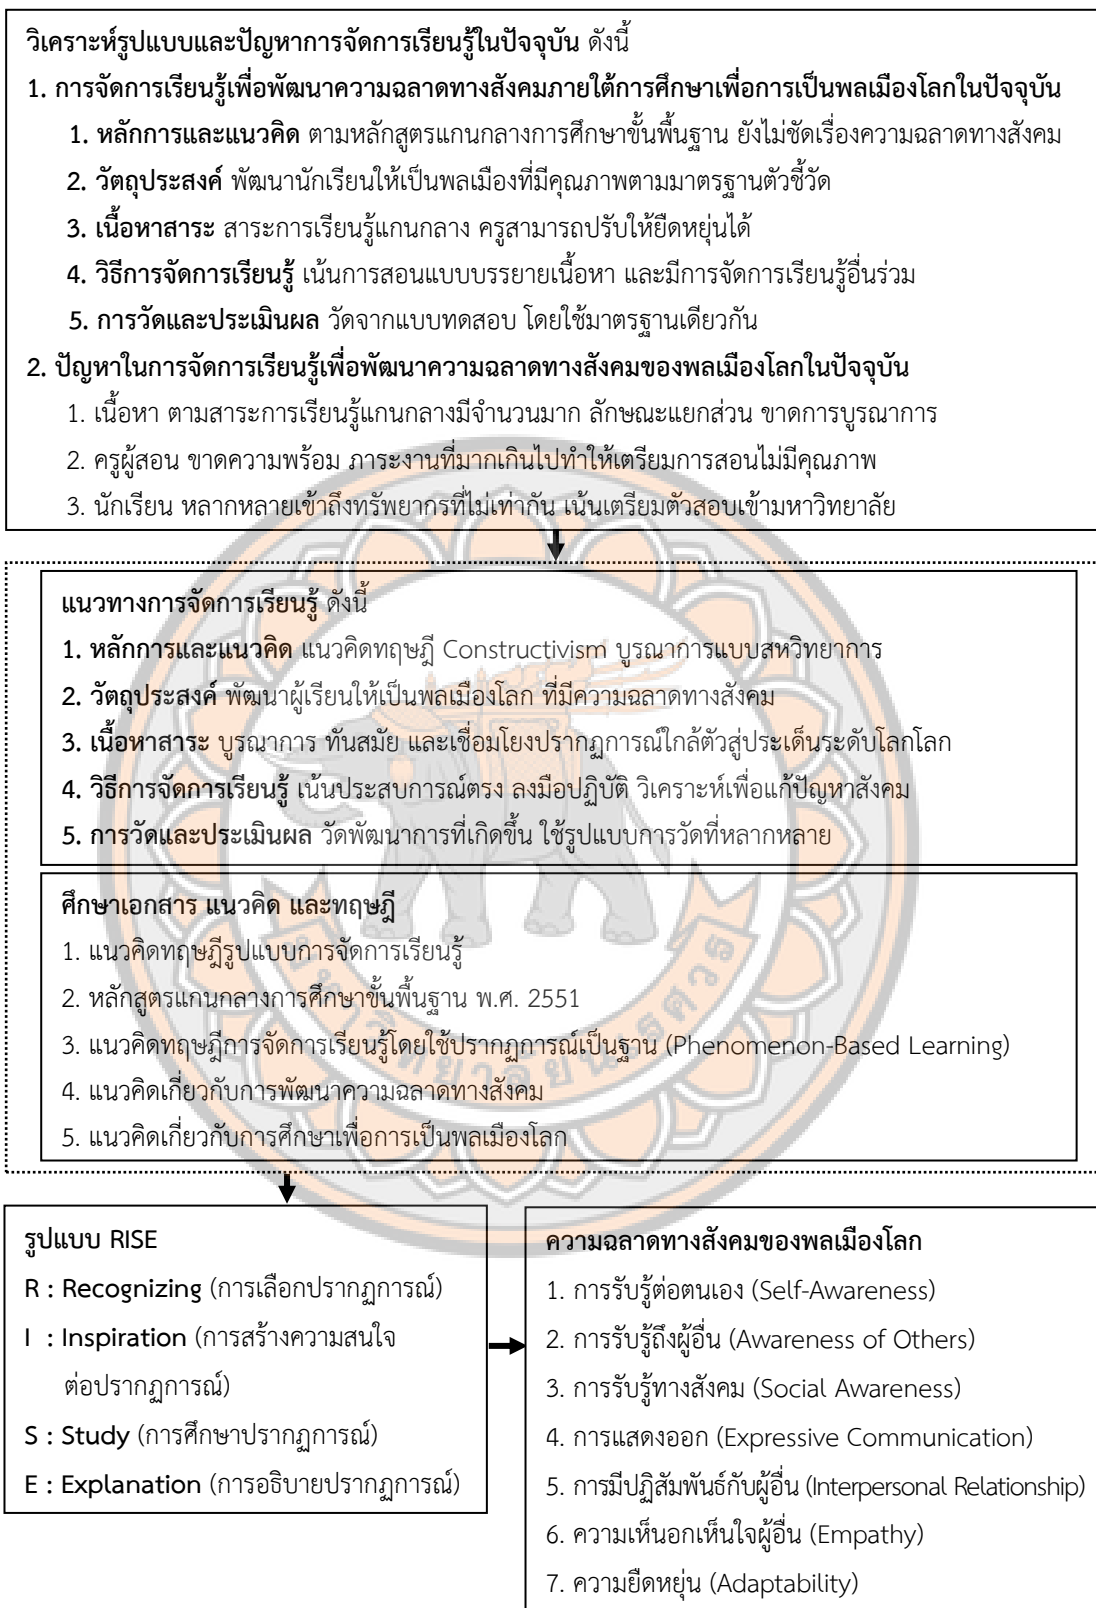 วิเคราะห์รูปแบบและปัญหาการจัดการเรียนรู้ในปัจจุบัน ดังนี้
1. การจัดการเรียนรู้เพื่อพัฒนาความฉลาดทางสังคมภายใต้การศึกษาเพื่อการเป็นพลเมืองโลกในปัจจุบัน
1. หลักการและแนวคิด ตามหลักสูตรแกนกลางการศึกษาขั้นพื้นฐาน ยังไม่ชัดเรื่องความฉลาดทางสังคม
2. วัตถุประสงค์ พัฒนานักเรียนให้เป็นพลเมืองที่มีคุณภาพตามมาตรฐานตัวชี้วัด
3. เนื้อหาสาระ สาระการเรียนรู้แกนกลาง ครูสามารถปรับให้ยืดหยุ่นได้
4. วิธีการจัดการเรียนรู้ เน้นการสอนแบบบรรยายเนื้อหา และมีการจัดการเรียนรู้อื่นร่วม
5. การวัดและประเมินผล วัดจากแบบทดสอบ โดยใช้มาตรฐานเดียวกัน
2. ปัญหาในการจัดการเรียนรู้เพื่อพัฒนาความฉลาดทางสังคมของพลเมืองโลกในปัจจุบัน
1. เนื้อหา ตามสาระการเรียนรู้แกนกลางมีจำนวนมาก ลักษณะแยกส่วน ขาดการบูรณาการ
2. ครูผู้สอน ขาดความพร้อม ภาระงานที่มากเกินไปทำให้เตรียมการสอนไม่มีคุณภาพ
3. นักเรียน หลากหลายเข้าถึงทรัพยากรที่ไม่เท่ากัน เน้นเตรียมตัวสอบเข้ามหาวิทยาลัย
แนวทางการจัดการเรียนรู้ ดังนี้
1. หลักการและแนวคิด แนวคิดทฤษฎี Constructivism บูรณาการแบบสหวิทยาการ
2. วัตถุประสงค์ พัฒนาผู้เรียนให้เป็นพลเมืองโลก ที่มีความฉลาดทางสังคม
3. เนื้อหาสาระ บูรณาการ ทันสมัย และเชื่อมโยงปรากฏการณ์ใกล้ตัวสู่ประเด็นระดับโลกโลก
4. วิธีการจัดการเรียนรู้ เน้นประสบการณ์ตรง ลงมือปฏิบัติ วิเคราะห์เพื่อแก้ปัญหาสังคม
5. การวัดและประเมินผล วัดพัฒนาการที่เกิดขึ้น ใช้รูปแบบการวัดที่หลากหลาย
ศึกษาเอกสาร แนวคิด และทฤษฎี
1. แนวคิดทฤษฎีรูปแบบการจัดการเรียนรู้
2. หลักสูตรแกนกลางการศึกษาขั้นพื้นฐาน พ.ศ. 2551
3. แนวคิดทฤษฎีการจัดการเรียนรู้โดยใช้ปรากฏการณ์เป็นฐาน (Phenomenon-Based Learning)
4. แนวคิดเกี่ยวกับการพัฒนาความฉลาดทางสังคม
5. แนวคิดเกี่ยวกับการศึกษาเพื่อการเป็นพลเมืองโลก
มหาวิทยาลัยนเรศวร
รูปแบบ RISE
R : Recognizing (การเลือกปรากฏการณ์)
I : Inspiration (การสร้างความสนใจ
ต่อปรากฏการณ์)
S : Study (การศึกษาปรากฏการณ์)
E : Explanation (การอธิบายปรากฏการณ์)
ความฉลาดทางสังคมของพลเมืองโลก
1. การรับรู้ต่อตนเอง (Self-Awareness)
2. การรับรู้ถึงผู้อื่น (Awareness of Others)
3. การรับรู้ทางสังคม (Social Awareness)
4. การแสดงออก (Expressive Communication)
5. การมีปฏิสัมพันธ์กับผู้อื่น (Interpersonal Relationship)
6. ความเห็นอกเห็นใจผู้อื่น (Empathy)
7. ความยืดหยุ่น (Adaptability)